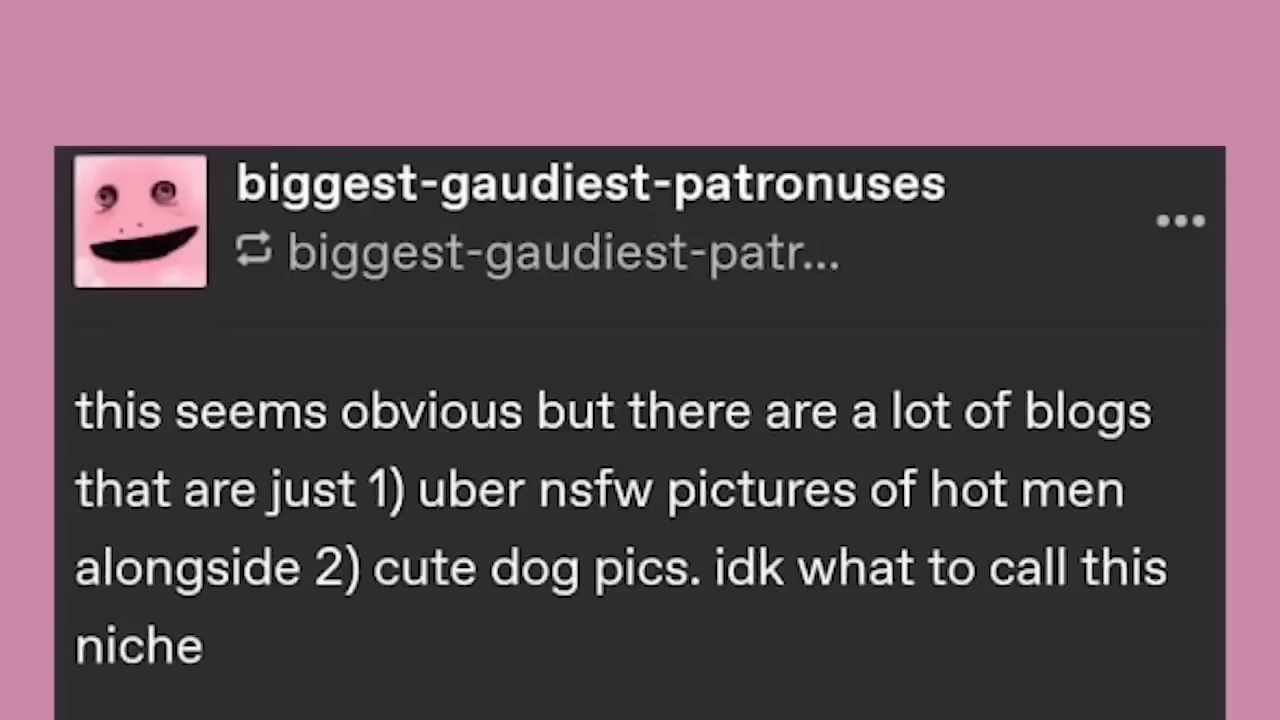 biggest-gaudiest-patronuses
biggest-gaudiest-patr...
this seems obvious but there are a lot of blogs
that are just 1) uber nsfw pictures of hot men
alongside 2) cute dog pics. idk what to call this
niche